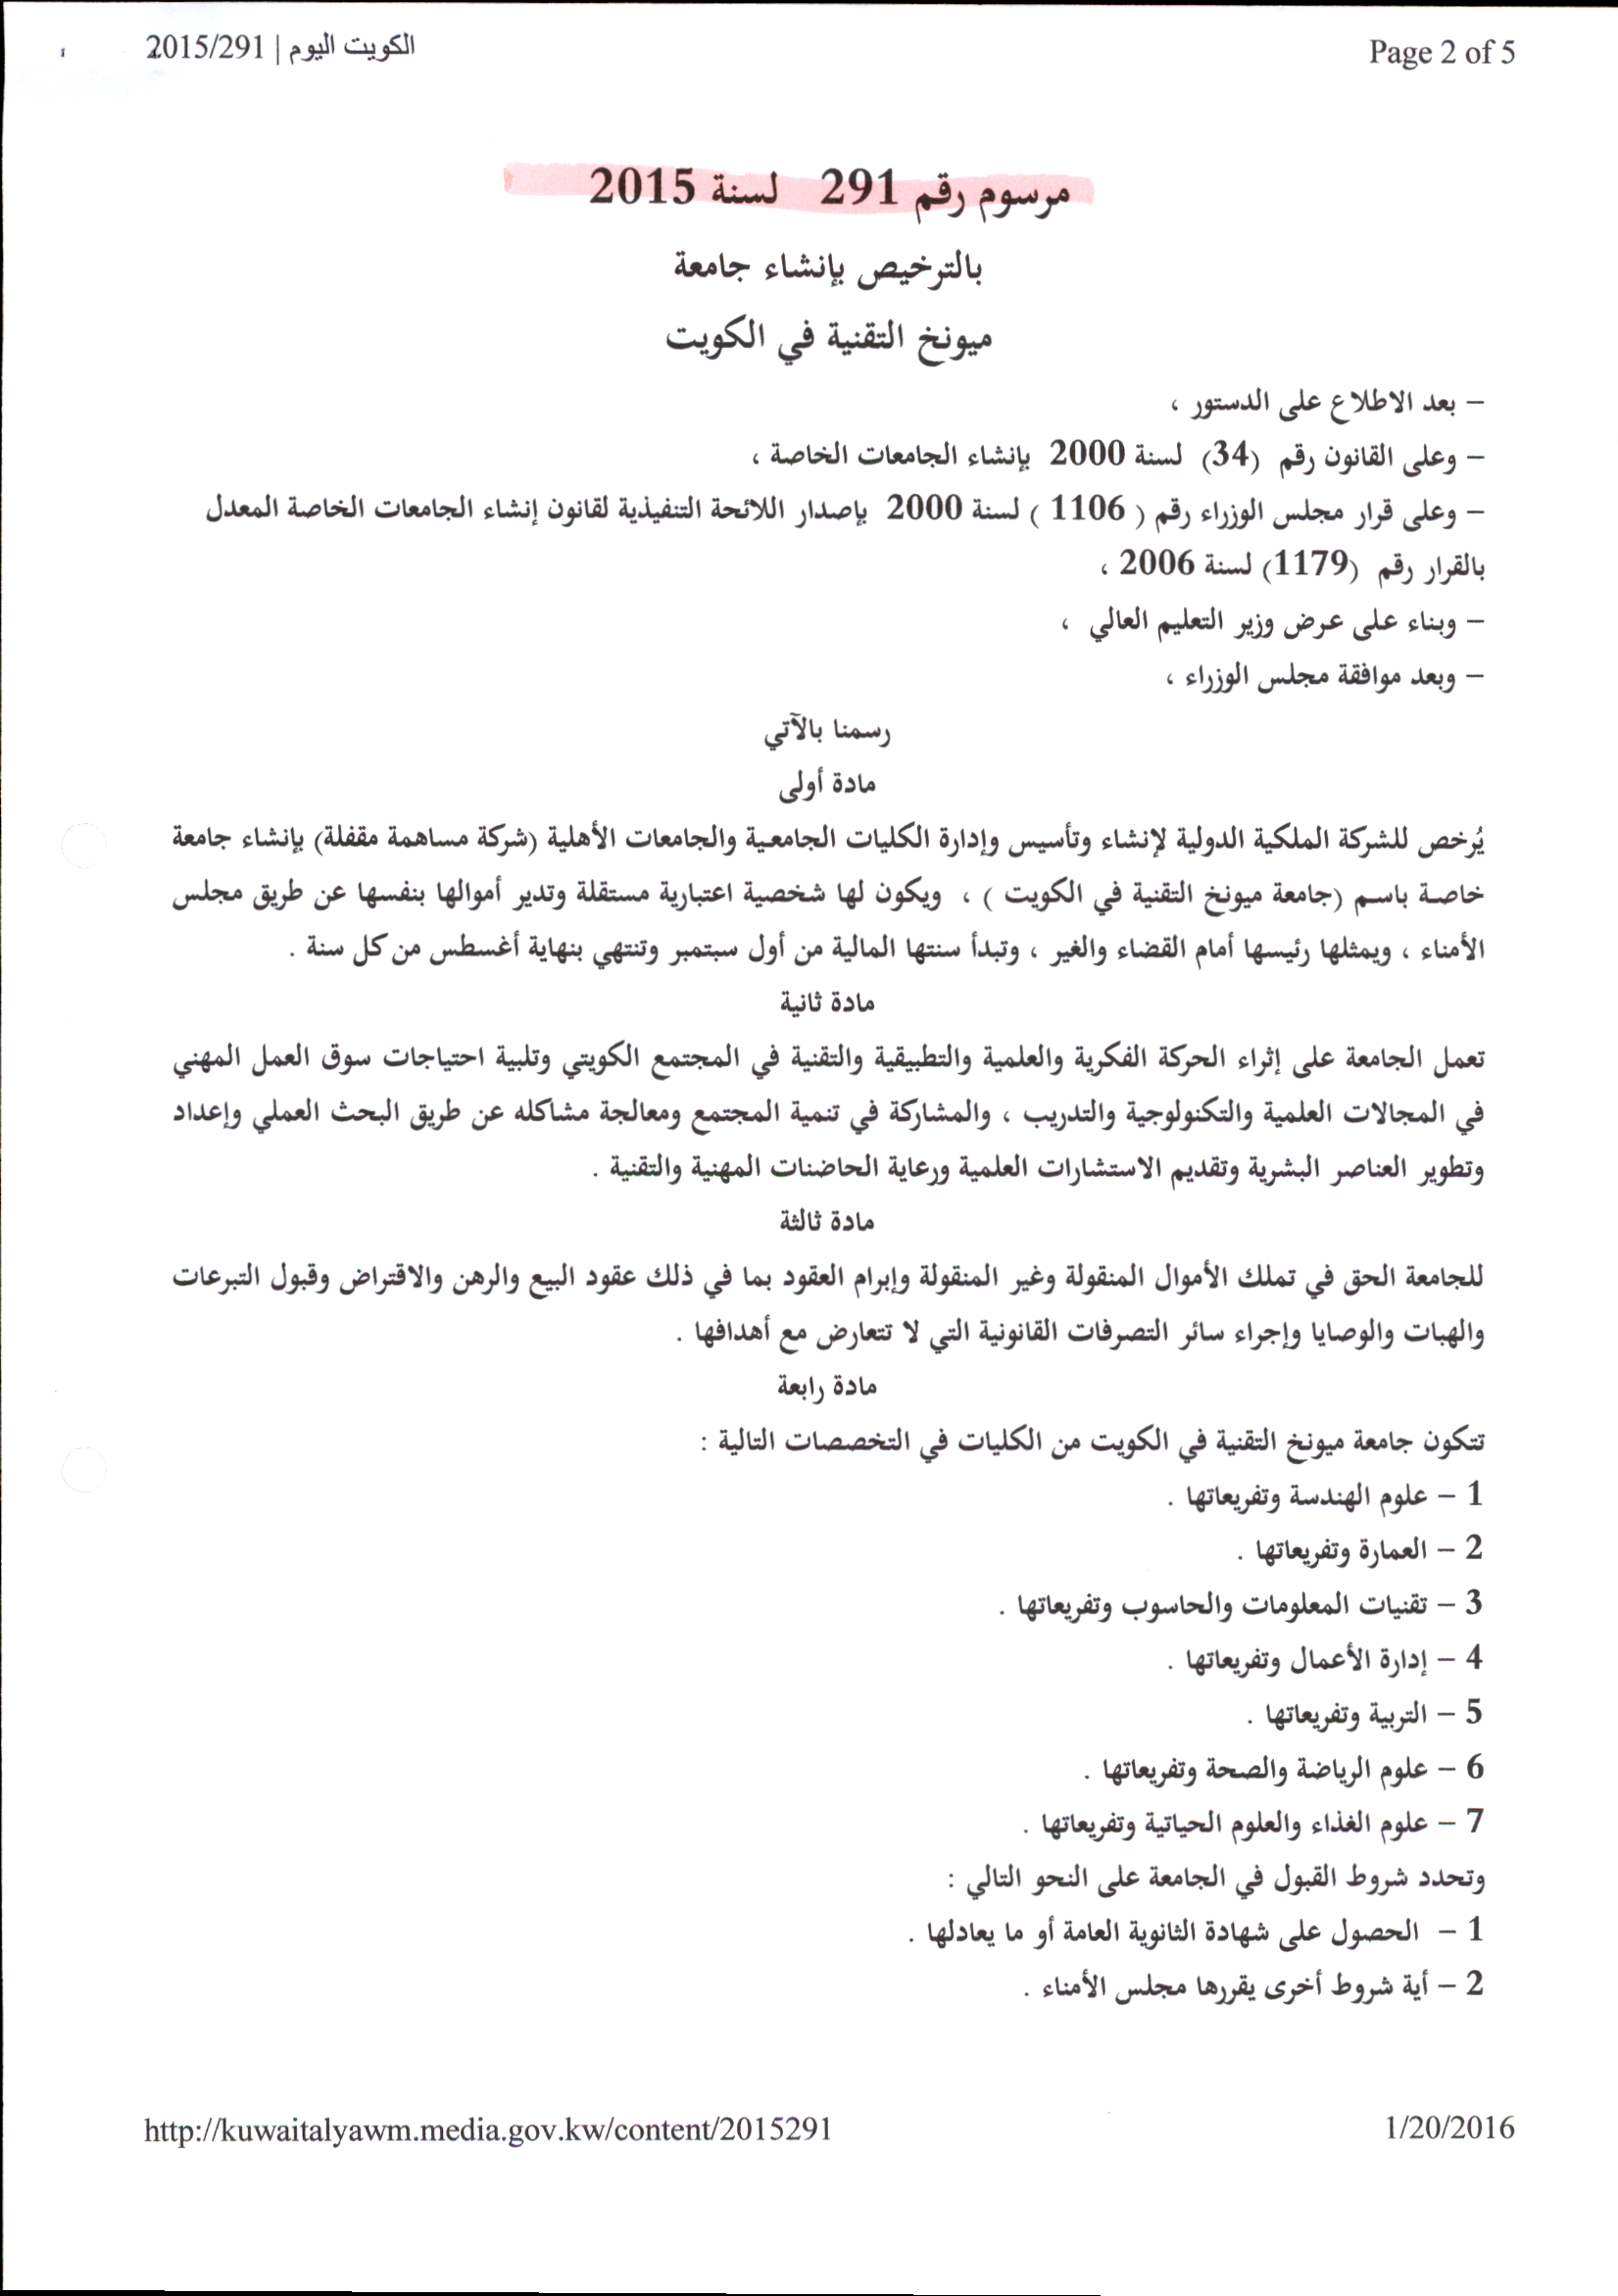 الكويت اليوم | 2015/291
Page 2 of 5
مرسوم رقم 291 لسنة 2015
بالترخيص بإنشاء جامعة
ميونخ التقنية في الكويت
– بعد الاطلاع على الدستور ،
– وعلى القانون رقم (34) لسنة 2000 بإنشاء الجامعات الخاصة ،
– وعلى قرار مجلس الوزراء رقم ( 1106 ) لسنة 2000 بإصدار اللائحة التنفيذية لقانون إنشاء الجامعات الخاصة المعدل
بالقرار رقم (1179) لسنة 2006 ،
– وبناء على عرض وزير التعليم العالي ،
– وبعد موافقة مجلس الوزراء ،
رسمنا بالآتي
مادة أولى
يُرخص للشركة الملكية الدولية لإنشاء وتأسيس وإدارة الكليات الجامعية والجامعات الأهلية (شركة مساهمة مقفلة) بإنشاء جامعة
خاصة باسم (جامعة ميونخ التقنية في الكويت ) ، ويكون لها شخصية اعتبارية مستقلة وتدير أموالها بنفسها عن طريق مجلس
الأمناء ، ويمثلها رئيسها أمام القضاء والغير ، وتبدأ سنتها المالية من أول سبتمبر وتنتهي بنهاية أغسطس من كل سنة .
مادة ثانية
تعمل الجامعة على إثراء الحركة الفكرية والعلمية والتطبيقية والتقنية في المجتمع الكويتي وتلبية احتياجات سوق العمل المهني
في المجالات العلمية والتكنولوجية والتدريب ، والمشاركة في تنمية المجتمع ومعالجة مشاكله عن طريق البحث العملي وإعداد
وتطوير العناصر البشرية وتقديم الاستشارات العلمية ورعاية الحاضنات المهنية والتقنية .
مادة ثالثة
للجامعة الحق في تملك الأموال المنقولة وغير المنقولة وإبرام العقود بما في ذلك عقود البيع والرهن والاقتراض وقبول التبرعات
والهبات والوصايا وإجراء سائر التصرفات القانونية التي لا تتعارض مع أهدافها .
مادة رابعة
تتكون جامعة ميونخ التقنية في الكويت من الكليات في التخصصات التالية :
1 – علوم الهندسة وتفريعاتها .
2 – العمارة وتفريعاتها .
3 – تقنيات المعلومات والحاسوب وتفريعاتها .
4 – إدارة الأعمال وتفريعاتها .
5 – التربية وتفريعاتها .
6 – علوم الرياضة والصحة وتفريعاتها .
7 – علوم الغذاء والعلوم الحياتية وتفريعاتها .
وتحدد شروط القبول في الجامعة على النحو التالي :
1 – الحصول على شهادة الثانوية العامة أو ما يعادلها .
2 – أية شروط أخرى يقررها مجلس الأمناء .
http://kuwaitalyawm.media.gov.kw/content/2015291
1/20/2016